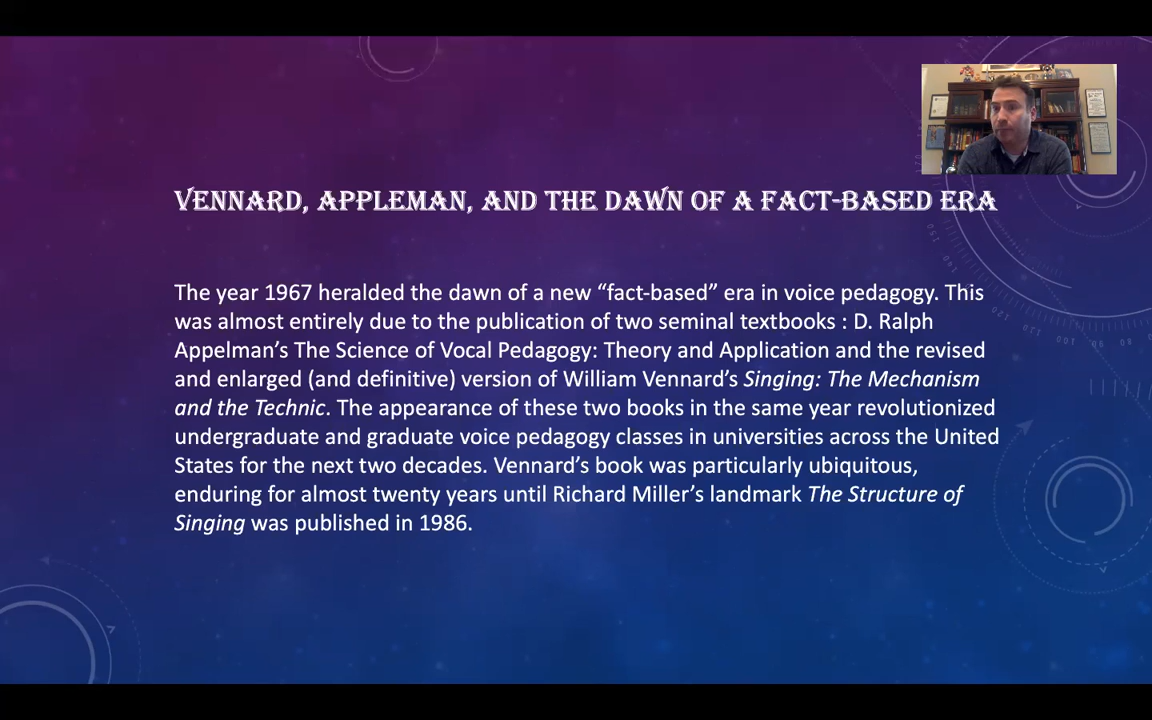 VENNARD, APPLEMAN, AND THE DAWN OF A FACT-BASED ERA
The year 1967 heralded the dawn of a new “fact-based” era in voice pedagogy. This
was almost entirely due to the publication of two seminal textbooks : D. Ralph
Appelman’s The Science of Vocal Pedagogy: Theory and Application and the revised
and enlarged (and definitive) version of William Vennard’s Singing: The Mechanism
and the Technic. The appearance of these two books in the same year revolutionized
undergraduate and graduate voice pedagogy classes in universities across the United
States for the next two decades. Vennard’s book was particularly ubiquitous,
enduring for almost twenty years until Richard Miller’s landmark The Structure of
Singing was published in 1986.